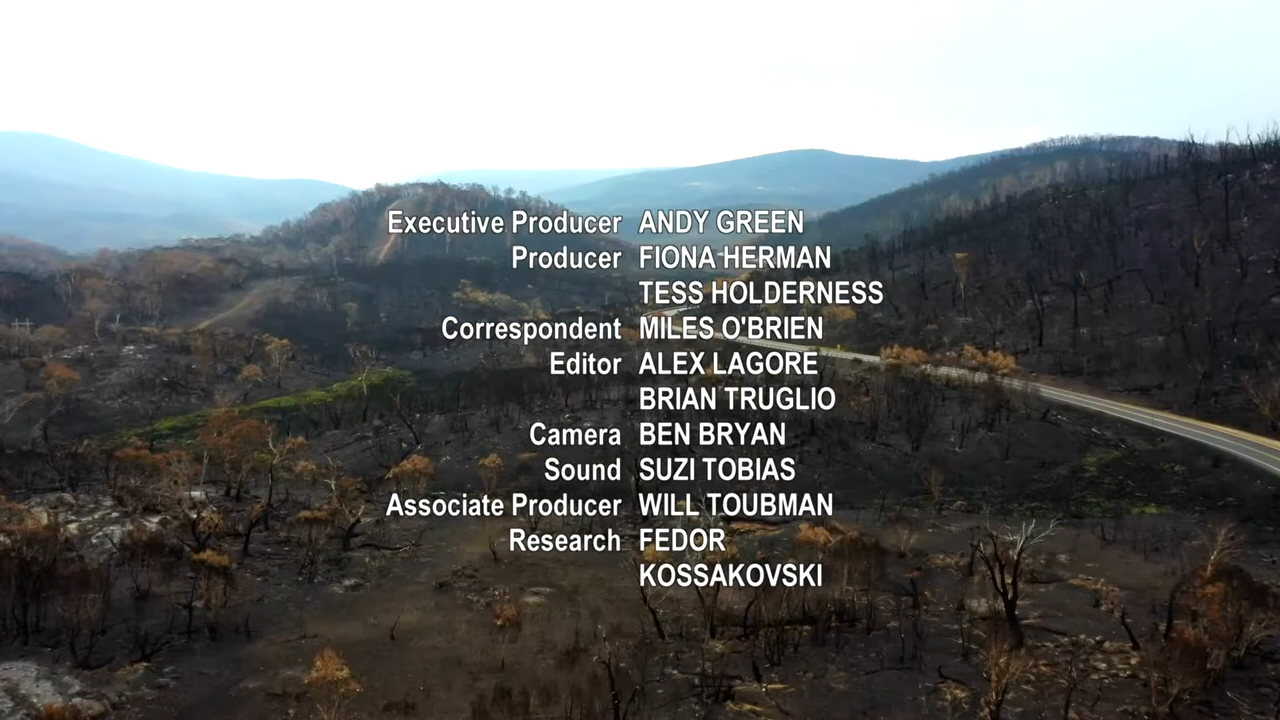 Executive Producer ANDY GREEN
Producer FIONA HERMAN
TESS HOLDERNESS
Correspondent MILES O'BRIEN
Editor ALEX LAGORE
BRIAN TRUGLIO
Camera BEN BRYAN
Sound SUZI TOBIAS
Associate Producer WILL TOUBMAN
Research FEDOR
KOSSAKOVSKI